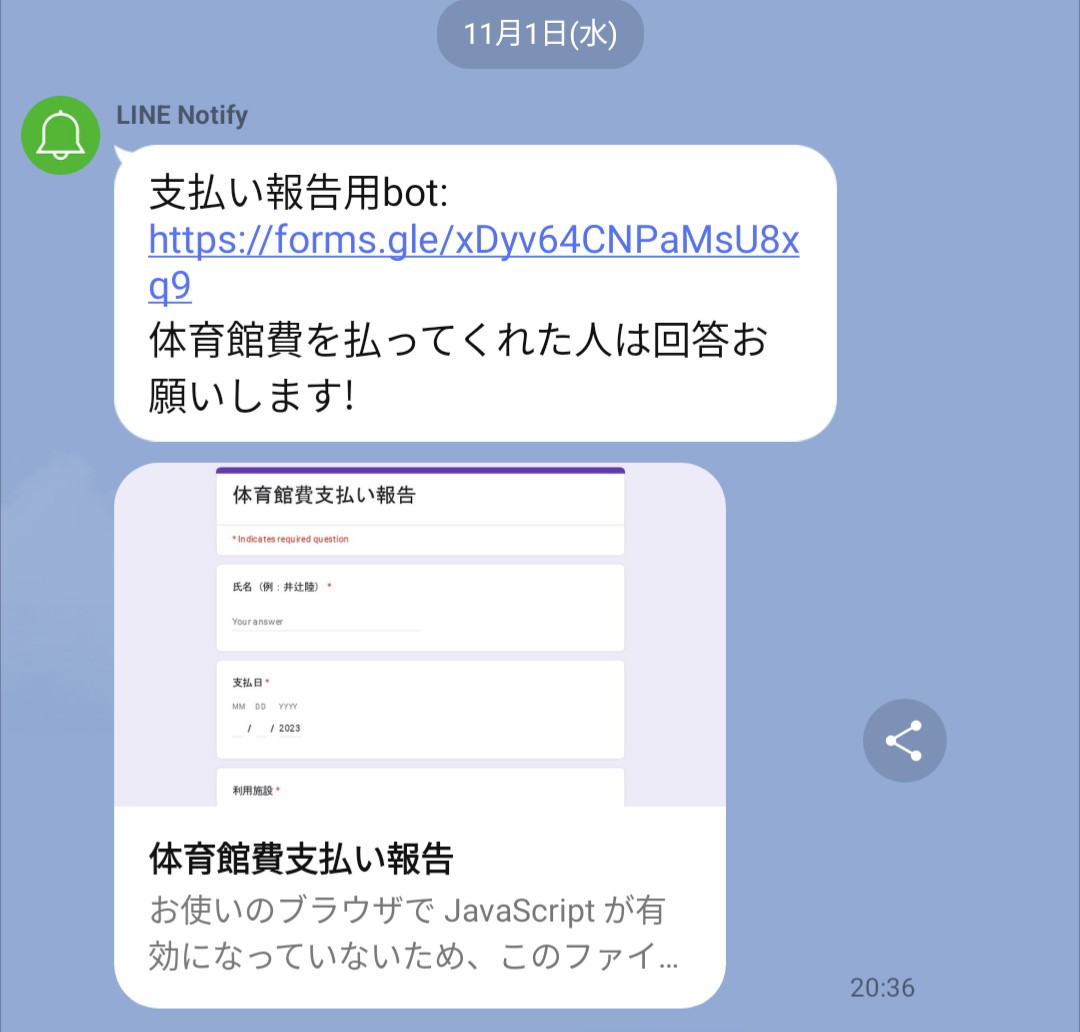 11月1日(水)
LINE Notify
支払い報告用bot:
https://forms.gle/xDyv64CNPaMsU8x
q9
体育館費を払ってくれた人は回答お
願いします!
体育館費支払い報告
* Indicates required question
氏名（例：井辻陸） *
Your answer
支払日 *
MM DD YYYY
/ / 2023
利用施設 *
体育館費支払い報告
お使いのブラウザで JavaScript が有
効になっていないため、このファイ...
20:36